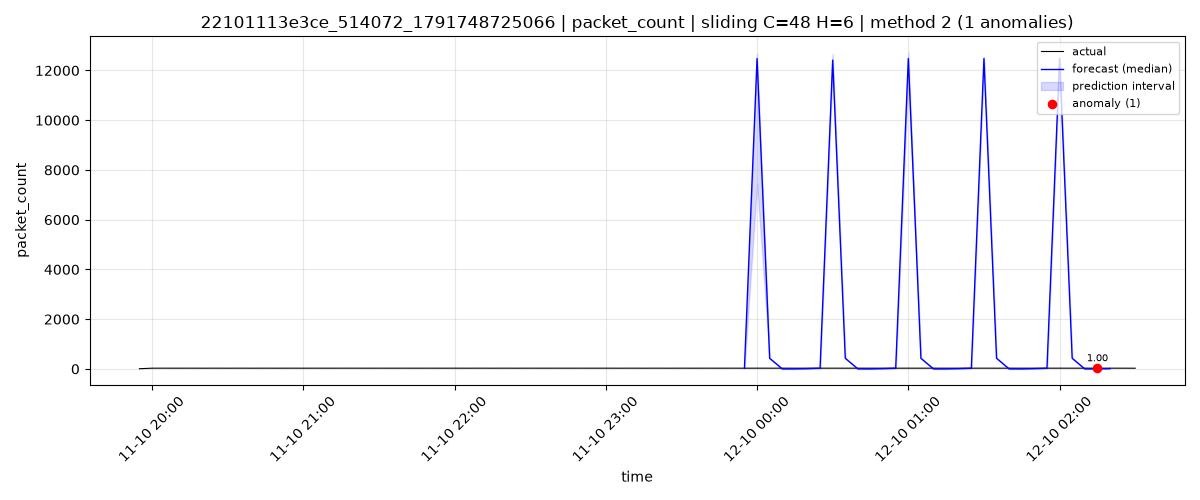 22101113e3ce_514072_1791748725066 | packet_count | sliding C=48 H=6 | method 2 (1 anomalies)
actual
forecast (median)
prediction interval
anomaly (1)
packet_count
12000
10000
8000
6000
4000
2000
0
1.00
11-10 20:00
11-10 21:00
11-10 22:00
11-10 23:00
12-10 00:00
12-10 01:00
12-10 02:00
time